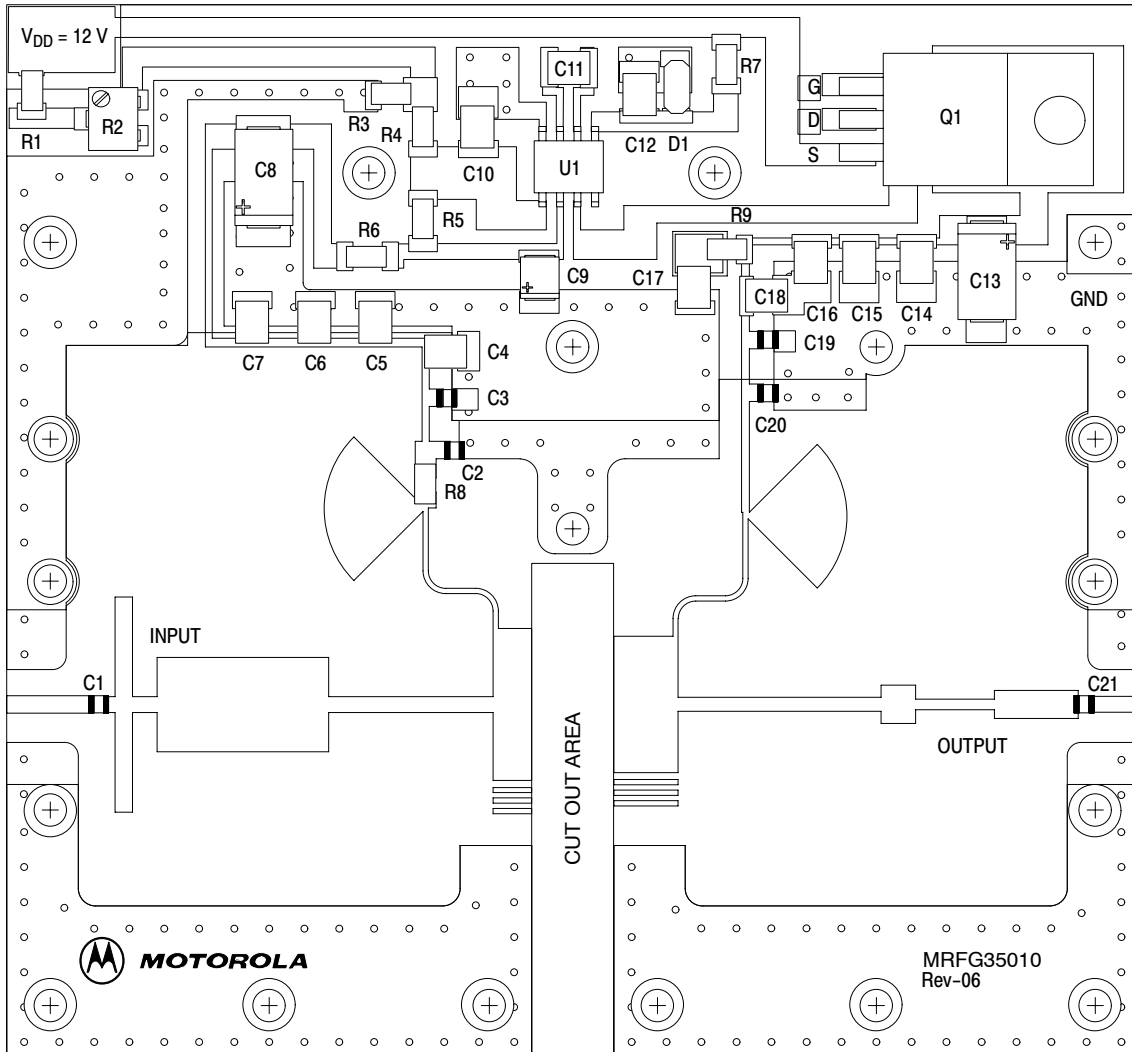 VDD = 12 V
R1
R2
R3
R4
C8
C10
C11
U1
C12
D1
R7
G
D
S
Q1
R5
R6
C9
R9
C17
C18
C16
C15
C14
C13
GND
C7
C6
C5
C4
C3
C2
R8
C19
C20
INPUT
C1
CUT OUT AREA
OUTPUT
C21
MOTOROLA
MRFG35010
Rev-06